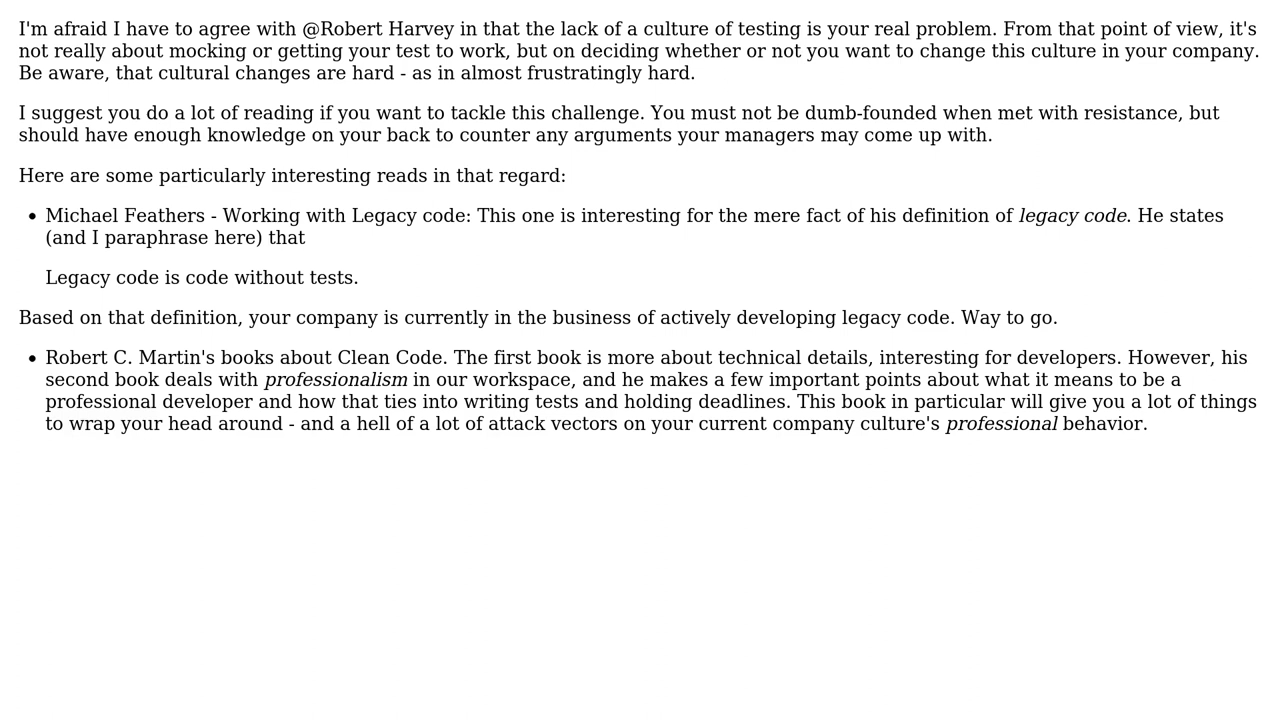 I'm afraid I have to agree with @Robert Harvey in that the lack of a culture of testing is your real problem. From that point of view, it's
not really about mocking or getting your test to work, but on deciding whether or not you want to change this culture in your company.
Be aware, that cultural changes are hard - as in almost frustratingly hard.
I suggest you do a lot of reading if you want to tackle this challenge. You must not be dumb-founded when met with resistance, but
should have enough knowledge on your back to counter any arguments your managers may come up with.
Here are some particularly interesting reads in that regard:
• Michael Feathers - Working with Legacy code: This one is interesting for the mere fact of his definition of legacy code. He states
(and I paraphrase here) that
Legacy code is code without tests.
Based on that definition, your company is currently in the business of actively developing legacy code. Way to go.
• Robert C. Martin's books about Clean Code. The first book is more about technical details, interesting for developers. However, his
second book deals with professionalism in our workspace, and he makes a few important points about what it means to be a
professional developer and how that ties into writing tests and holding deadlines. This book in particular will give you a lot of things
to wrap your head around - and a hell of a lot of attack vectors on your current company culture's professional behavior.